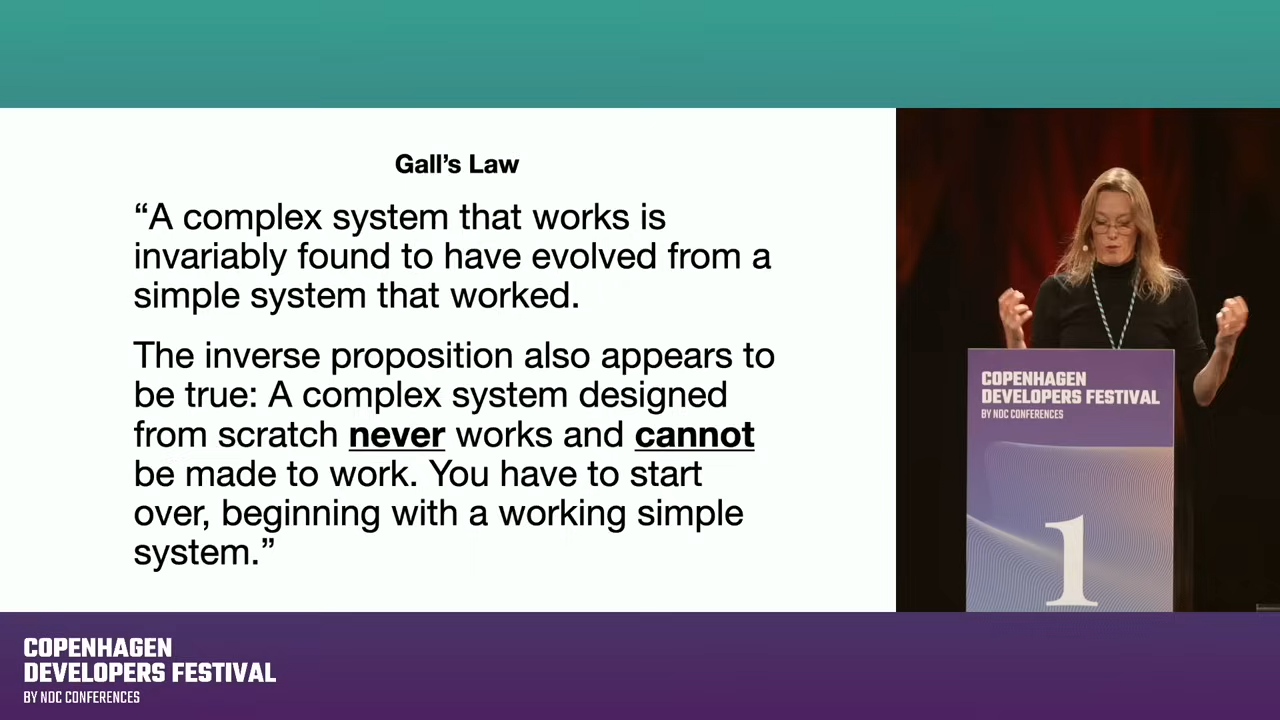 Gall’s Law
“A complex system that works is
invariably found to have evolved from a
simple system that worked.
The inverse proposition also appears to
be true: A complex system designed
from scratch never works and cannot
be made to work. You have to start
over, beginning with a working simple
system.”
COPENHAGEN
DEVELOPERS FESTIVAL
BY NDC CONFERENCES
1
COPENHAGEN
DEVELOPERS FESTIVAL
BY NDC CONFERENCES